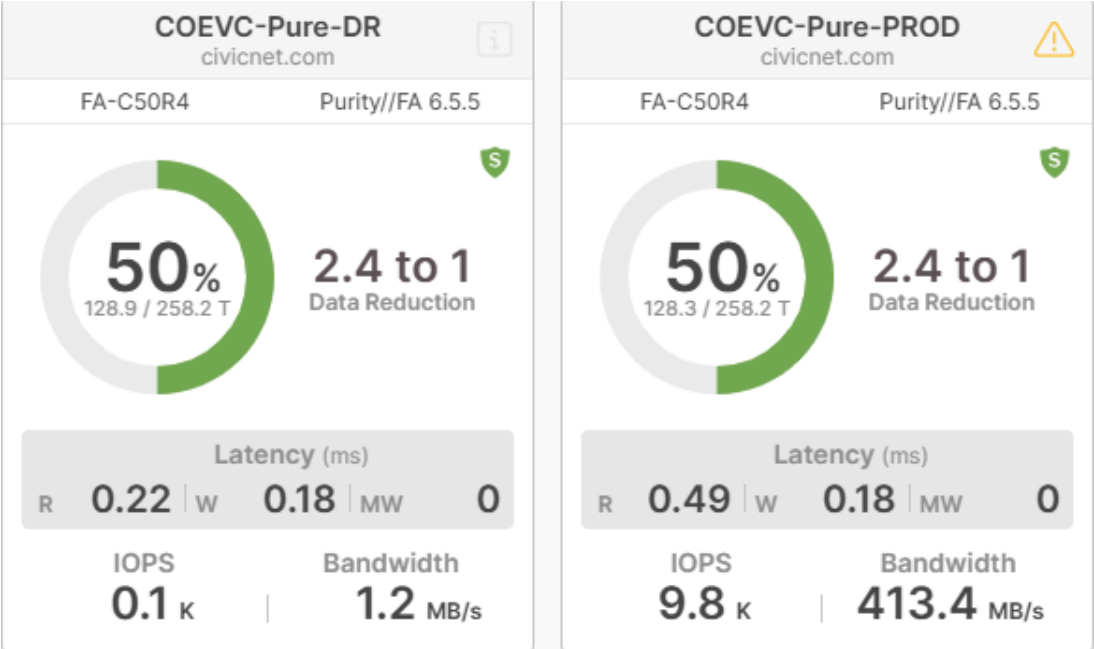 COEVC-Pure-DR
civicnet.com
FA-C50R4 Purity//FA 6.5.5
S
50%
128.9 / 258.2 T
2.4 to 1
Data Reduction
Latency (ms)
R 0.22 W 0.18 MW 0
IOPS Bandwidth
0.1 K 1.2 MB/s
COEVC-Pure-PROD
civicnet.com
FA-C50R4 Purity//FA 6.5.5
S
50%
128.3 / 258.2 T
2.4 to 1
Data Reduction
Latency (ms)
R 0.49 W 0.18 MW 0
IOPS Bandwidth
9.8 K 413.4 MB/s